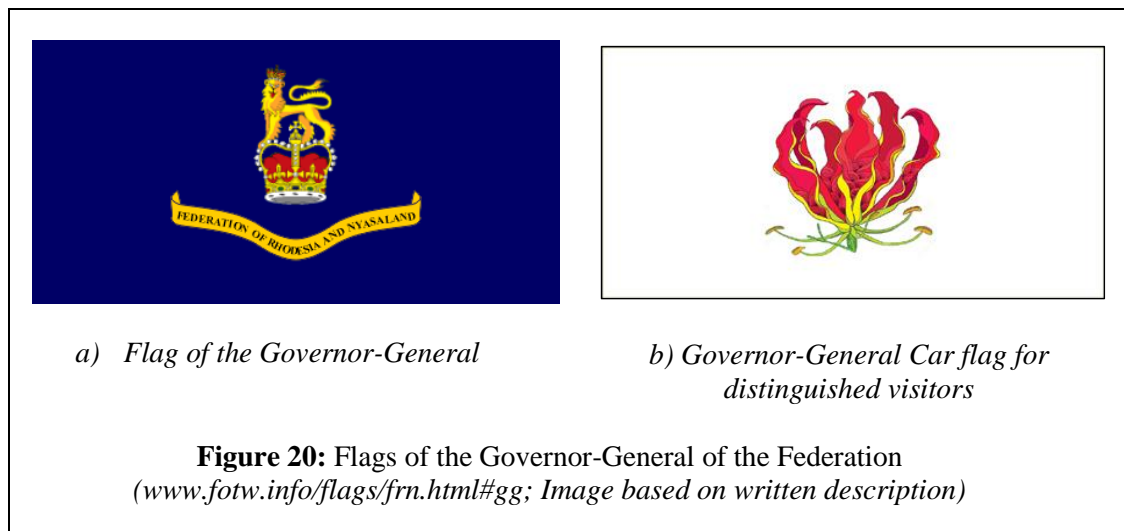 FEDERATION OF RHODESIA AND NYASALAND
a) Flag of the Governor-General
b) Governor-General Car flag for
distinguished visitors
Figure 20: Flags of the Governor-General of the Federation
(www.fotw.info/flags/frn.html#gg; Image based on written description)